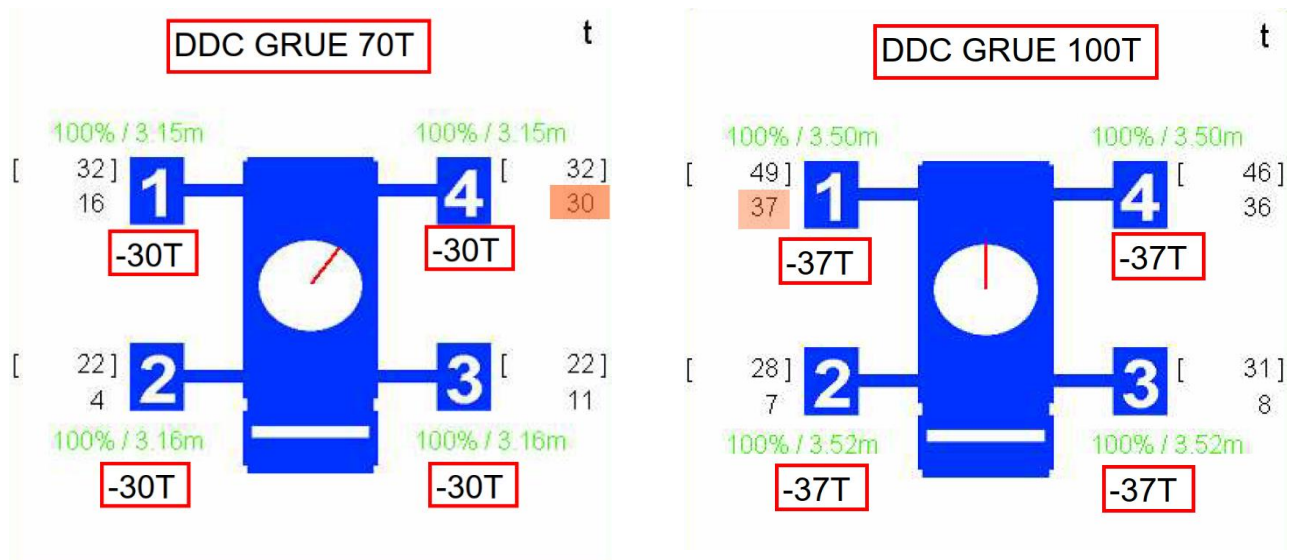 DDC GRUE 70T
t
100% / 3.15m
100% / 3.15m
[ 32] 1 4 [ 32]
16 30
-30T
-30T
[ 22] 2 3 [ 22]
4 11
100% / 3.16m
100% / 3.16m
-30T
-30T
DDC GRUE 100T
t
100% / 3.50m
100% / 3.50m
[ 49] 1 4 [ 46]
37 36
-37T
-37T
[ 28] 2 3 [ 31]
7 8
100% / 3.52m
100% / 3.52m
-37T
-37T